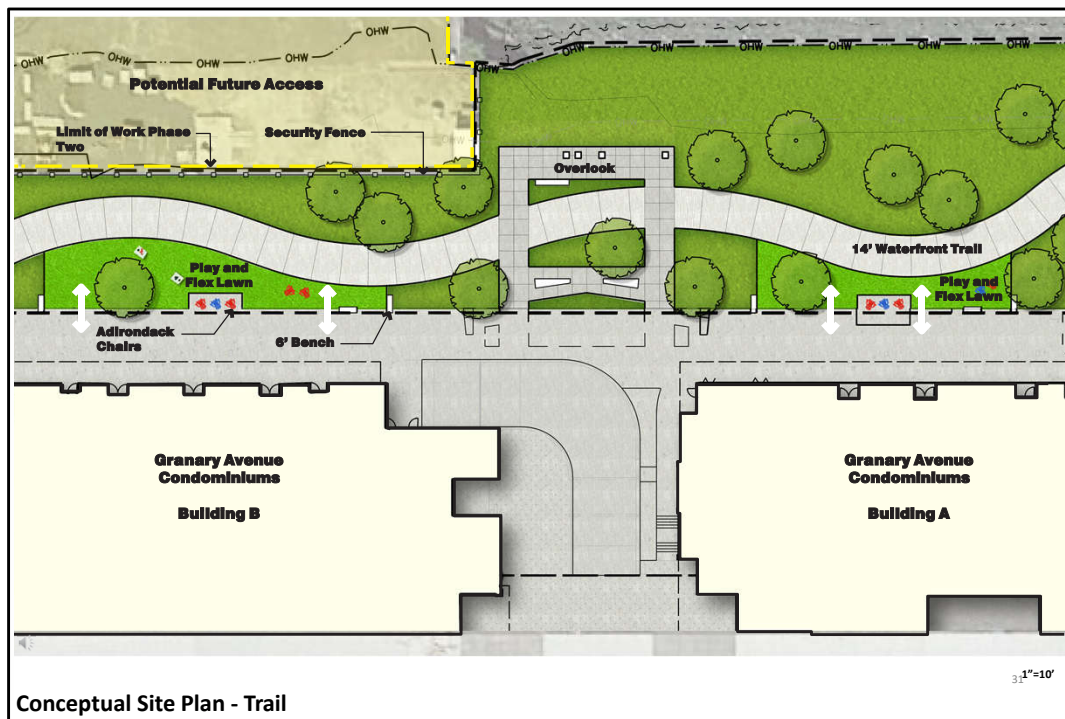 OHW
OHW
OHW
OHW
OHW
OHW
OHW
OHW
OHW
OHW
Potential Future Access
Limit of Work Phase
Two
Security Fence
Overlook
14' Waterfront Trail
Play and
Flex Lawn
Play and
Flex Lawn
Adirondack
Chairs
6' Bench
Granary Avenue
Condominiums
Building B
Granary Avenue
Condominiums
Building A
31
1"=10'
Conceptual Site Plan - Trail